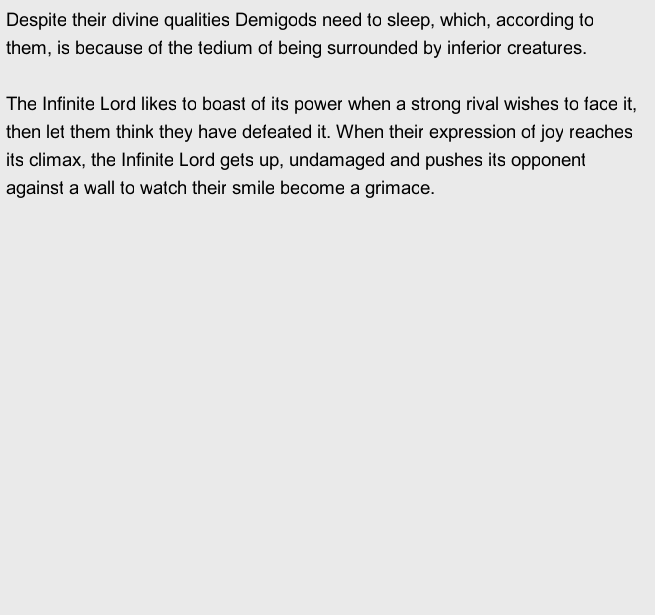 Despite their divine qualities Demigods need to sleep, which, according to
them, is because of the tedium of being surrounded by inferior creatures.
The Infinite Lord likes to boast of its power when a strong rival wishes to face it,
then let them think they have defeated it. When their expression of joy reaches
its climax, the Infinite Lord gets up, undamaged and pushes its opponent
against a wall to watch their smile become a grimace.